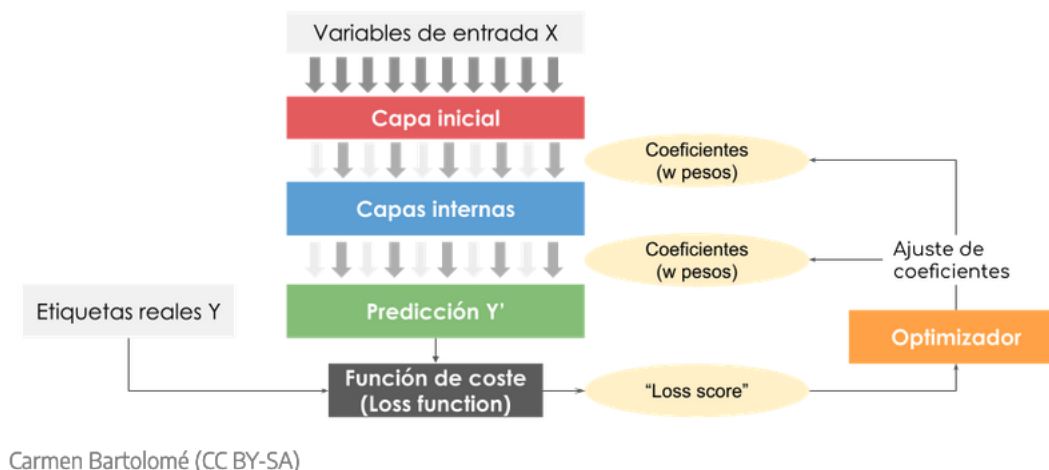 Variables de entrada X
Capa inicial
Coeficientes
(w pesos)
Capas internas
Coeficientes
(w pesos)
Ajuste de
coeficientes
Etiquetas reales Y
Predicción Y'
Optimizador
Función de coste
(Loss function)
"Loss score"
Carmen Bartolomé (CC BY-SA)